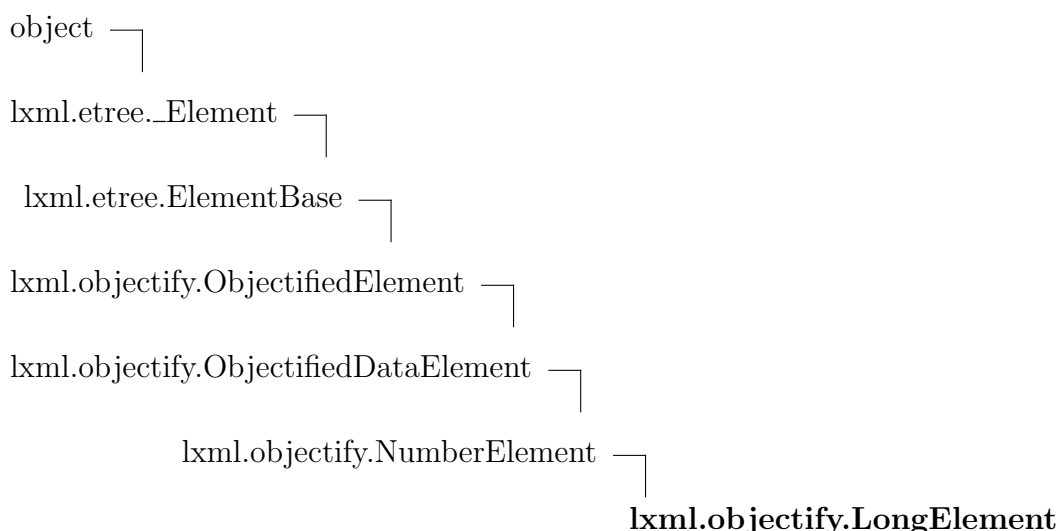 object
lxml.etree._Element
lxml.etree.ElementBase
lxml.objectify.ObjectifiedElement
lxml.objectify.ObjectifiedDataElement
lxml.objectify.NumberElement
lxml.objectify.LongElement